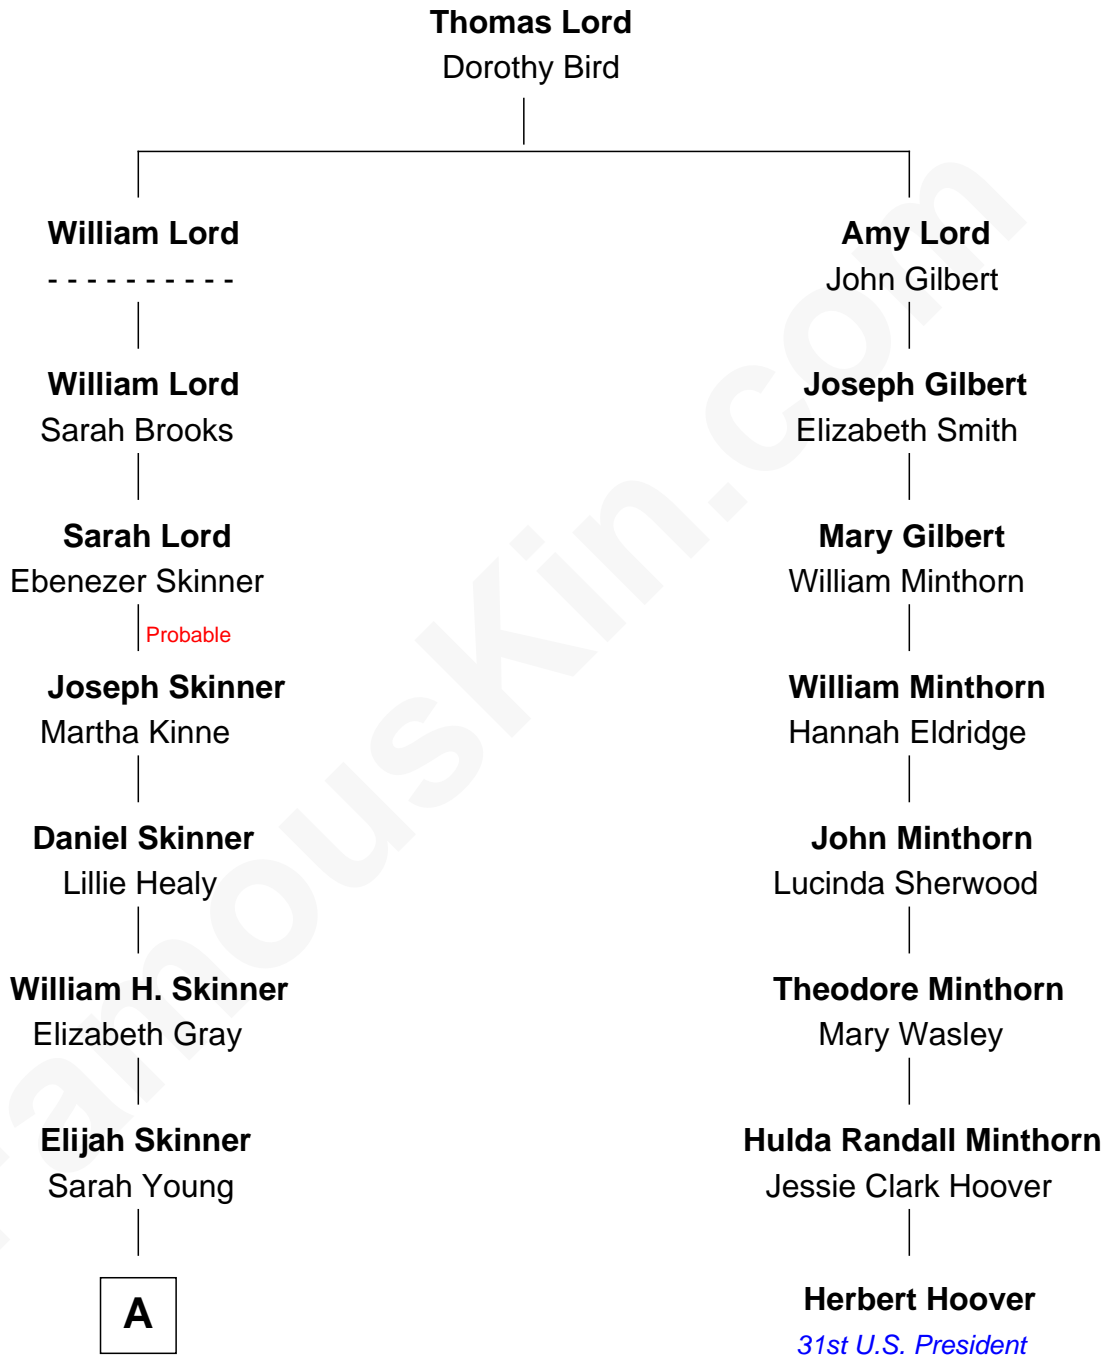 Thomas Lord
Dorothy Bird
William Lord
- - - - - - - - - -
Amy Lord
John Gilbert
William Lord
Sarah Brooks
Joseph Gilbert
Elizabeth Smith
Sarah Lord
Ebenezer Skinner
Mary Gilbert
William Minthorn
Probable
Joseph Skinner
Martha Kinne
William Minthorn
Hannah Eldridge
Daniel Skinner
Lillie Healy
John Minthorn
Lucinda Sherwood
William H. Skinner
Elizabeth Gray
Theodore Minthorn
Mary Wasley
Elijah Skinner
Sarah Young
Hulda Randall Minthorn
Jessie Clark Hoover
A
Herbert Hoover
31st U.S. President
FamousKin.com